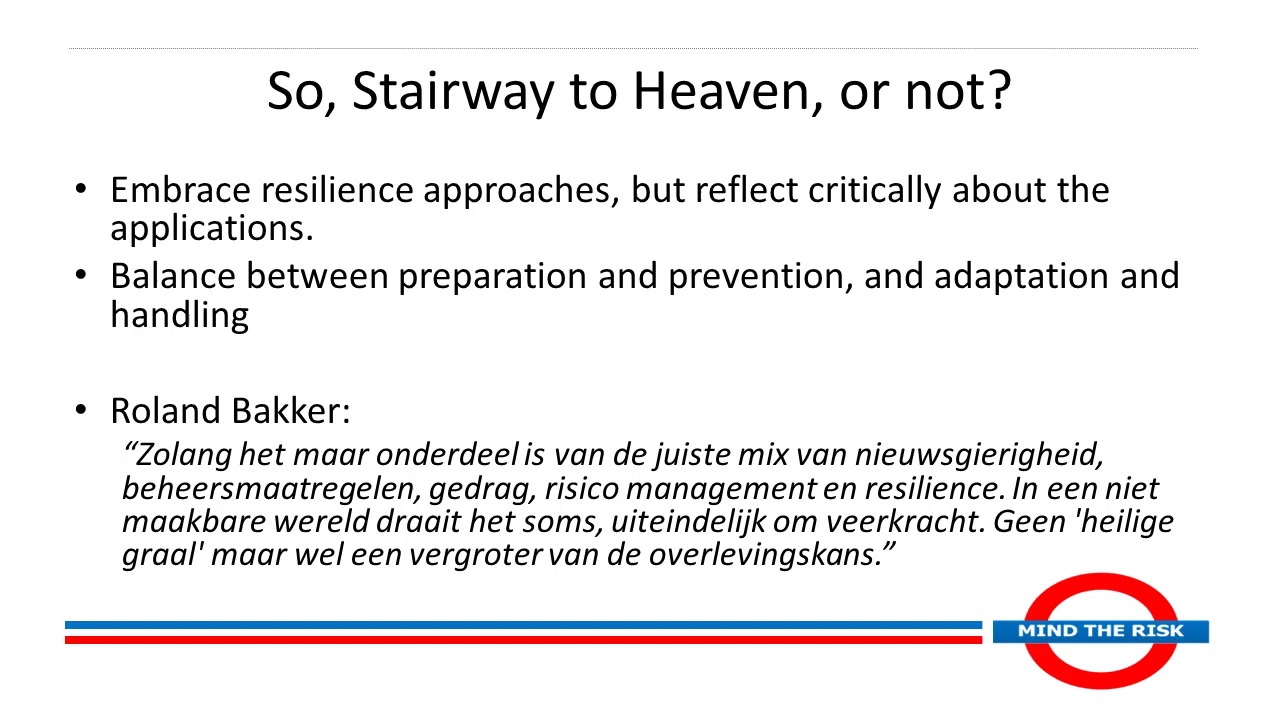 So, Stairway to Heaven, or not?
• Embrace resilience approaches, but reflect critically about the
applications.
• Balance between preparation and prevention, and adaptation and
handling
• Roland Bakker:
“Zolang het maar onderdeel is van de juiste mix van nieuwsgierigheid,
beheersmaatregelen, gedrag, risico management en resilience. In een niet
maakbare wereld draait het soms, uiteindelijk om veerkracht. Geen 'heilige
graal' maar wel een vergroter van de overlevingskans.”
MIND THE RISK